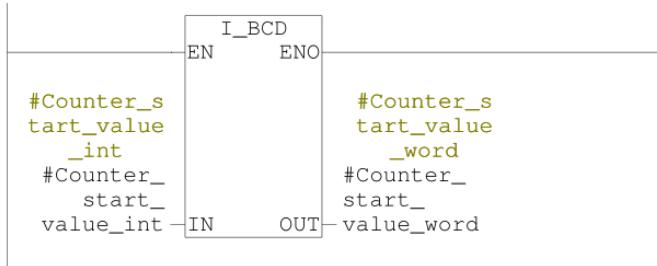 I_BCD
EN ENO
#Counter_s
tart_value
_int
#Counter_
start_
value_int
IN
#Counter_s
tart_value
_word
#Counter_
start_
value_word
OUT